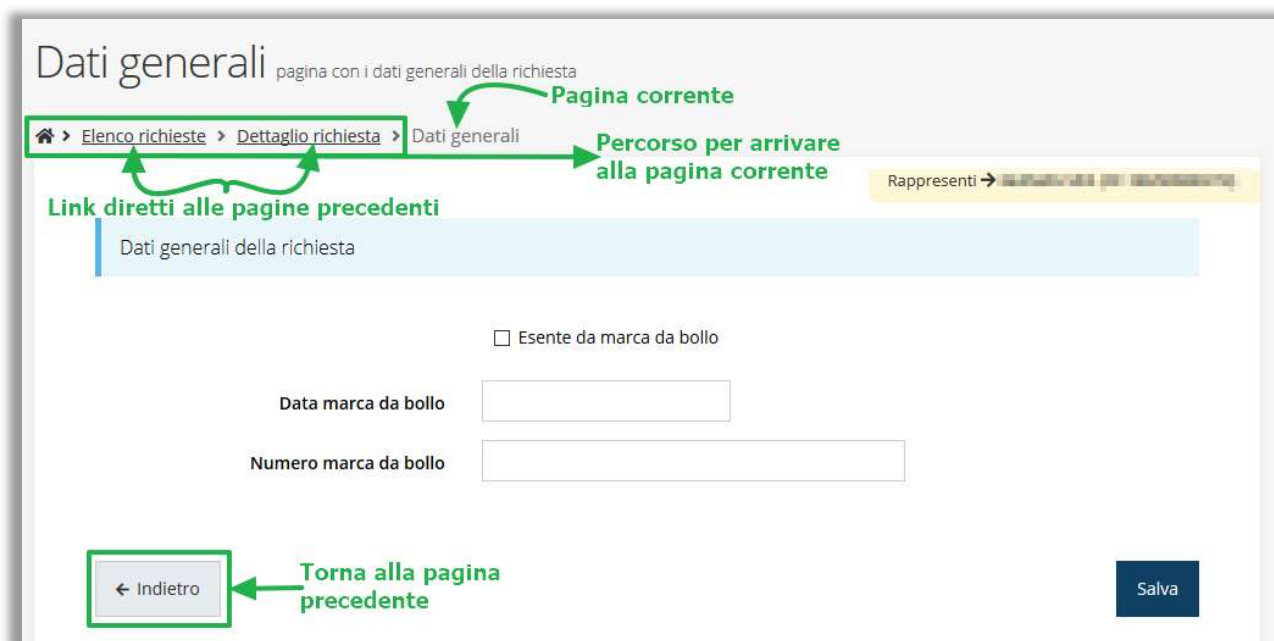 Dati generali pagina con i dati generali della richiesta
Pagina corrente
> Elenco richieste > Dettaglio richiesta > Dati generali
Percorso per arrivare
alla pagina corrente
Rappresenti →
Link diretti alle pagine precedenti
Dati generali della richiesta
Esente da marca da bollo
Data marca da bollo
Numero marca da bollo
← Indietro
Torna alla pagina
precedente
Salva